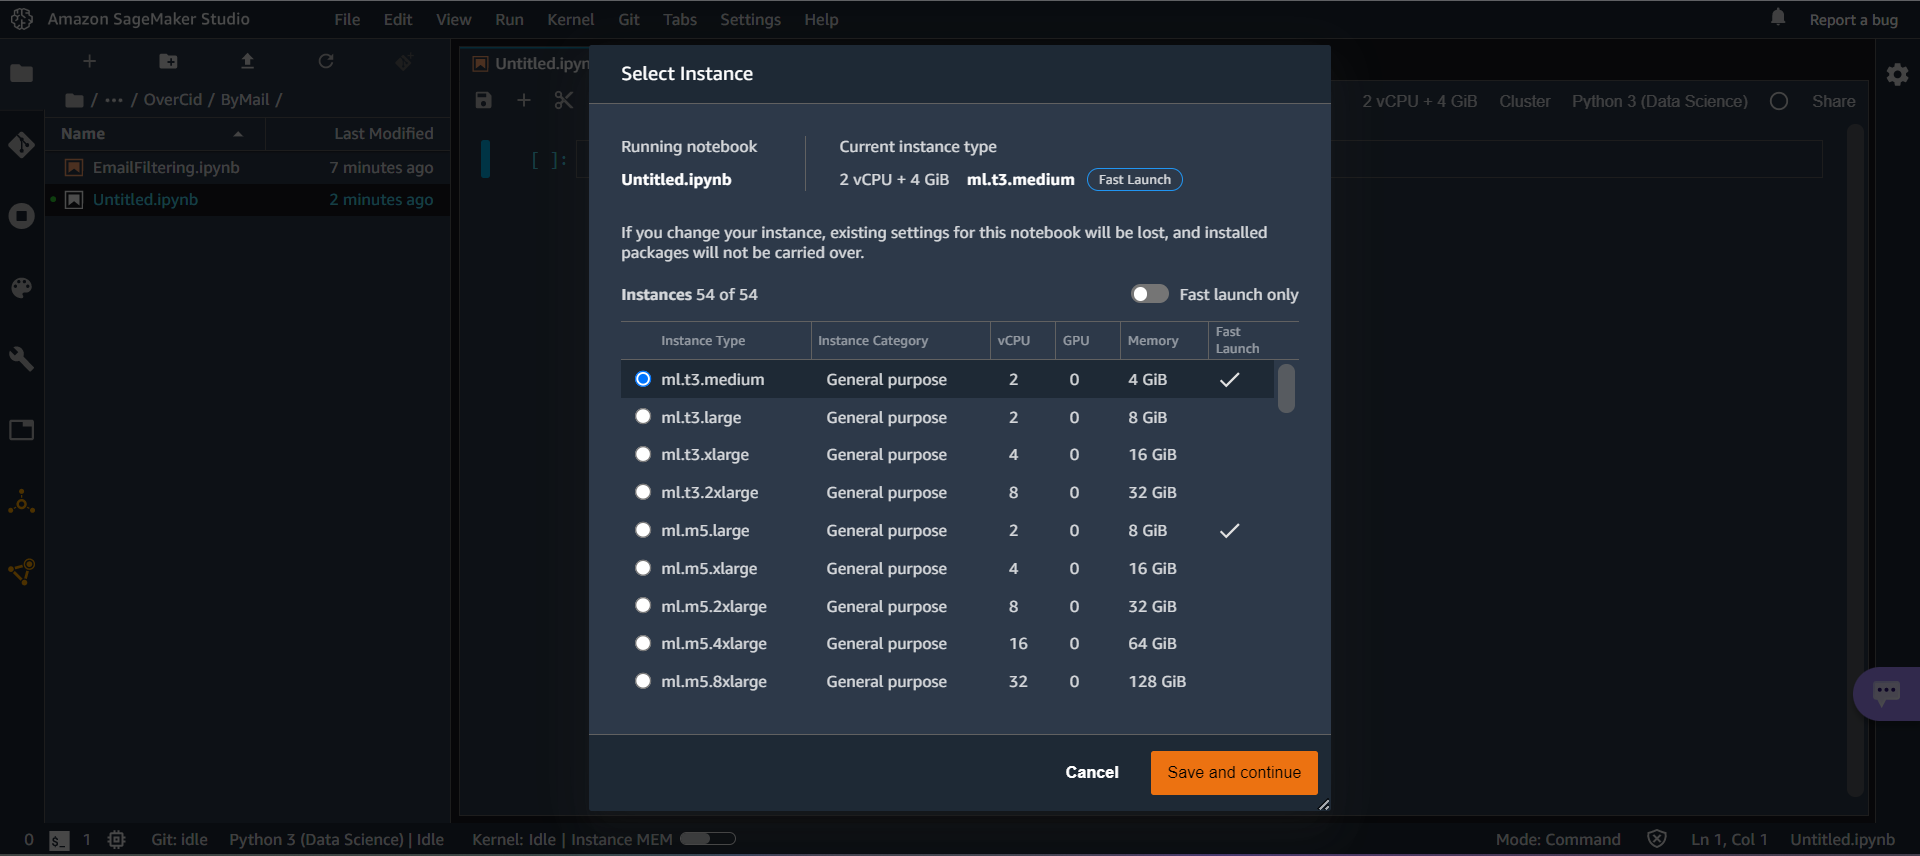 Amazon SageMaker Studio File Edit View Run Kernel Git Tabs Settings Help Report a bug
/ ··· / OverCid / ByMail /
Name Last Modified
EmailFiltering.ipynb 7 minutes ago
Untitled.ipynb 2 minutes ago
Untitled.ipyn
2 vCPU + 4 GiB Cluster Python 3 (Data Science) Share
[ ]:
Select Instance
Running notebook
Untitled.ipynb
Current instance type
2 vCPU + 4 GiB ml.t3.medium Fast Launch
If you change your instance, existing settings for this notebook will be lost, and installed
packages will not be carried over.
Instances 54 of 54 Fast launch only
Instance Type Instance Category vCPU GPU Memory Fast Launch
ml.t3.medium General purpose 2 0 4 GiB
ml.t3.large General purpose 2 0 8 GiB
ml.t3.xlarge General purpose 4 0 16 GiB
ml.t3.2xlarge General purpose 8 0 32 GiB
ml.m5.large General purpose 2 0 8 GiB
ml.m5.xlarge General purpose 4 0 16 GiB
ml.m5.2xlarge General purpose 8 0 32 GiB
ml.m5.4xlarge General purpose 16 0 64 GiB
ml.m5.8xlarge General purpose 32 0 128 GiB
Cancel Save and continue
0 $_ 1 Git: idle Python 3 (Data Science) | Idle Kernel: Idle | Instance MEM Mode: Command Ln 1, Col 1 Untitled.ipynb